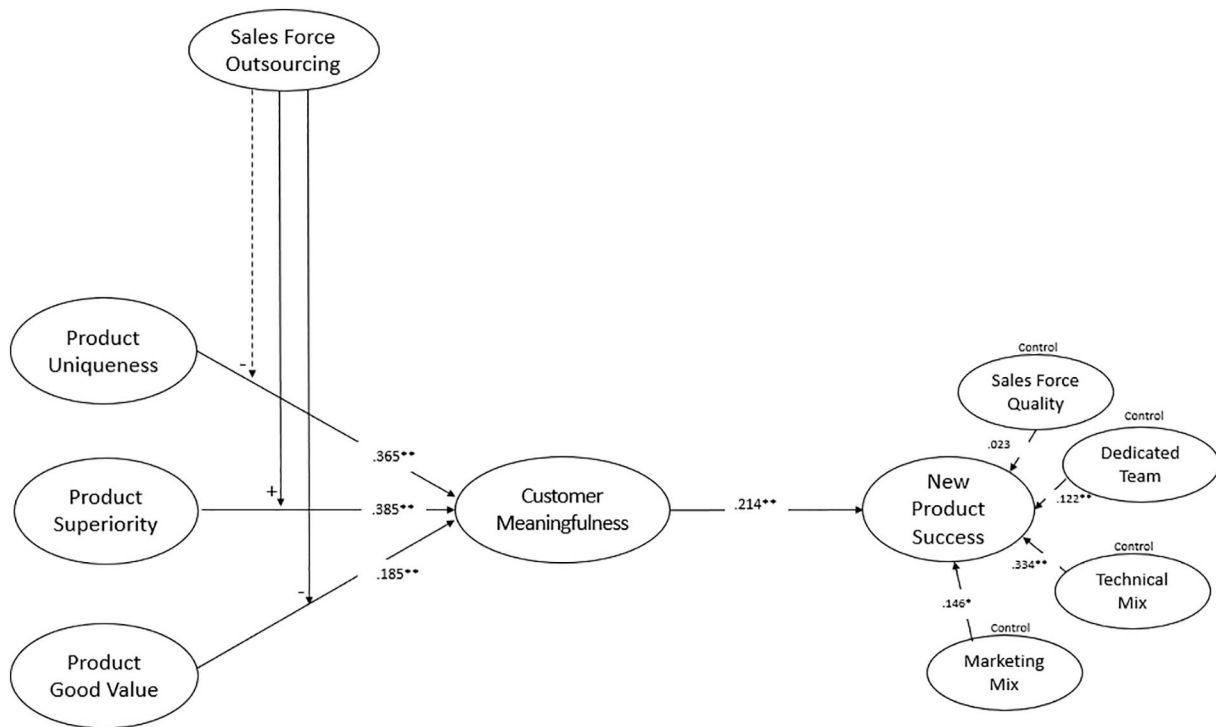 Sales Force
Outsourcing
Product
Uniqueness
-
.365**
Product
Superiority
+
.385**
Customer
Meaningfulness
.214**
Product
Good Value
-
.185**
New
Product
Success
Control
Sales Force
Quality
.023
Control
Dedicated
Team
.122**
Control
Technical
Mix
.334**
Control
Marketing
Mix
.146*